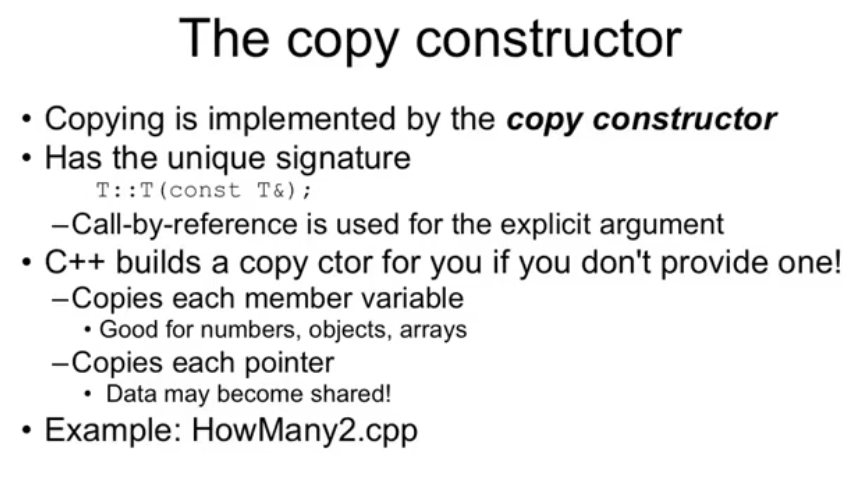 The copy constructor
• Copying is implemented by the copy constructor
• Has the unique signature
T::T(const T&);
–Call-by-reference is used for the explicit argument
• C++ builds a copy ctor for you if you don't provide one!
–Copies each member variable
• Good for numbers, objects, arrays
–Copies each pointer
• Data may become shared!
• Example: HowMany2.cpp